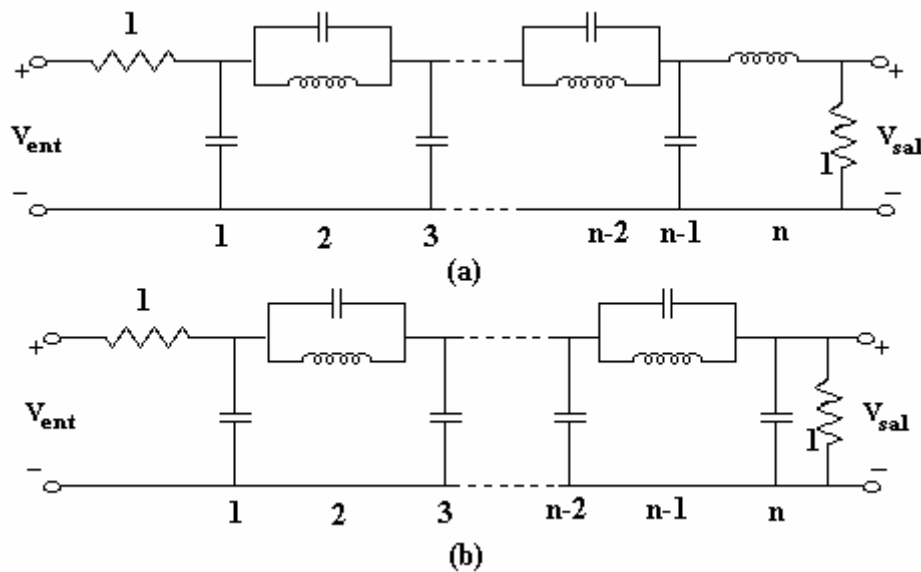 1
+ +
V_ent 1 V_sal
− −
1 2 3 n-2 n-1 n
(a)
1
+ +
V_ent 1 V_sal
− −
1 2 3 n-2 n-1 n
(b)